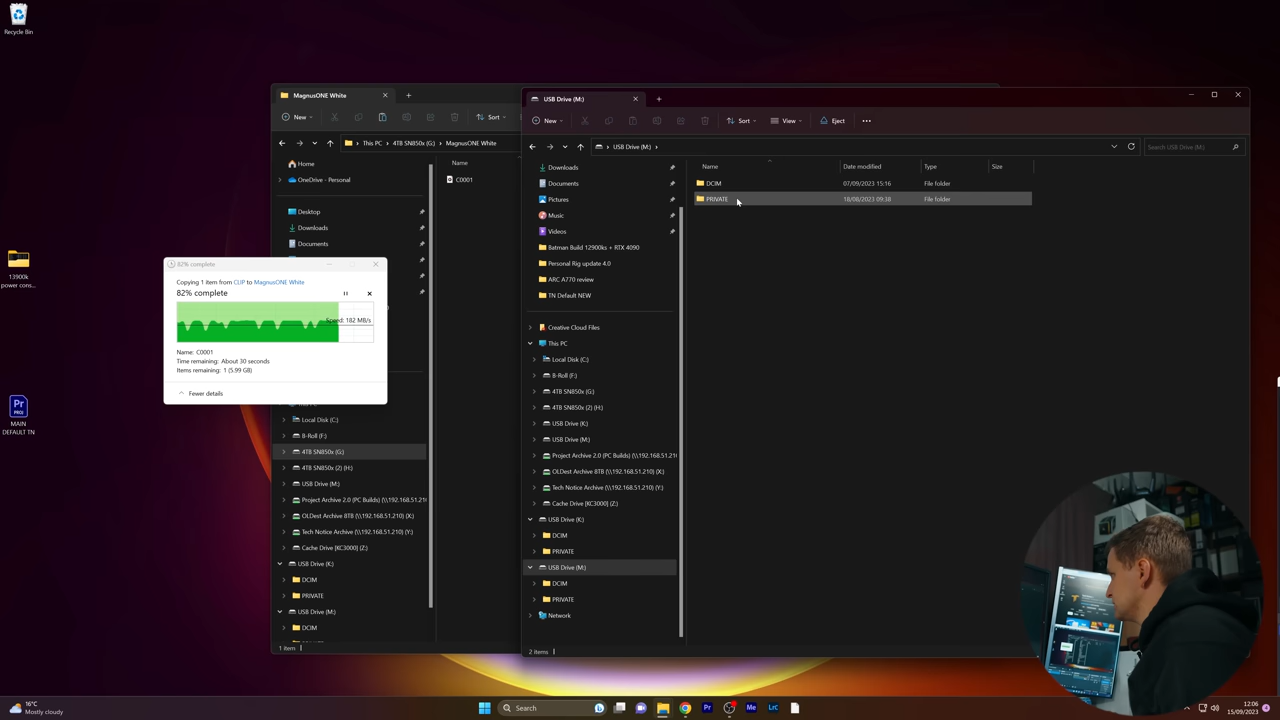 Recycle Bin
13900k
power cons...
MAIN
DEFAULT TN
MagnusONE White
New
Sort
This PC
4TB SN850x (G:)
MagnusONE White
Home
OneDrive - Personal
Desktop
Downloads
Documents
Name
C0001
82% complete
Copying 1 item from CLIP to MagnusONE White
82% complete
Speed: 182 MB/s
Name: C0001
Time remaining: About 30 seconds
Items remaining: 1 (5.99 GB)
Fewer details
Local Disk (C:)
B-Roll (F:)
4TB SN850x (G:)
4TB SN850x (2) (H:)
USB Drive (M:)
Project Archive 2.0 (PC Builds) (\\192.168.51.210
OLDest Archive 8TB (\\192.168.51.210) (X:)
Tech Notice Archive (\\192.168.51.210) (Y:)
Cache Drive [KC3000] (Z:)
USB Drive (K:)
DCIM
PRIVATE
USB Drive (M:)
DCIM
1 item
USB Drive (M:)
New
Sort
View
Eject
USB Drive (M:)
Search USB Drive (M:)
Downloads
Documents
Pictures
Music
Videos
Batman Build 12900ks + RTX 4090
Personal Rig update 4.0
ARC A770 review
TN Default NEW
Creative Cloud Files
This PC
Local Disk (C:)
B-Roll (F:)
4TB SN850x (G:)
4TB SN850x (2) (H:)
USB Drive (K:)
USB Drive (M:)
Project Archive 2.0 (PC Builds) (\\192.168.51.210
OLDest Archive 8TB (\\192.168.51.210) (X:)
Tech Notice Archive (\\192.168.51.210) (Y:)
Cache Drive [KC3000] (Z:)
USB Drive (K:)
DCIM
PRIVATE
USB Drive (M:)
DCIM
PRIVATE
Network
Name
Date modified
Type
Size
DCIM
07/09/2023 15:16
File folder
PRIVATE
18/08/2023 09:38
File folder
2 items
16°C
Mostly cloudy
Search
12:06
15/09/2023